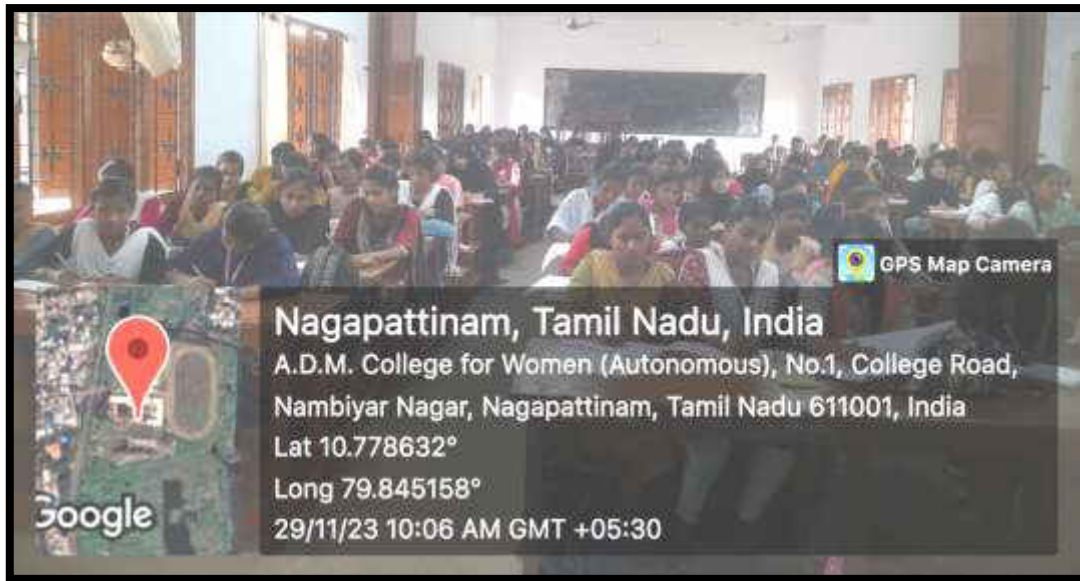 GPS Map Camera
Nagapattinam, Tamil Nadu, India
A.D.M. College for Women (Autonomous), No.1, College Road,
Nambiyar Nagar, Nagapattinam, Tamil Nadu 611001, India
Lat 10.778632°
Long 79.845158°
29/11/23 10:06 AM GMT +05:30
Google